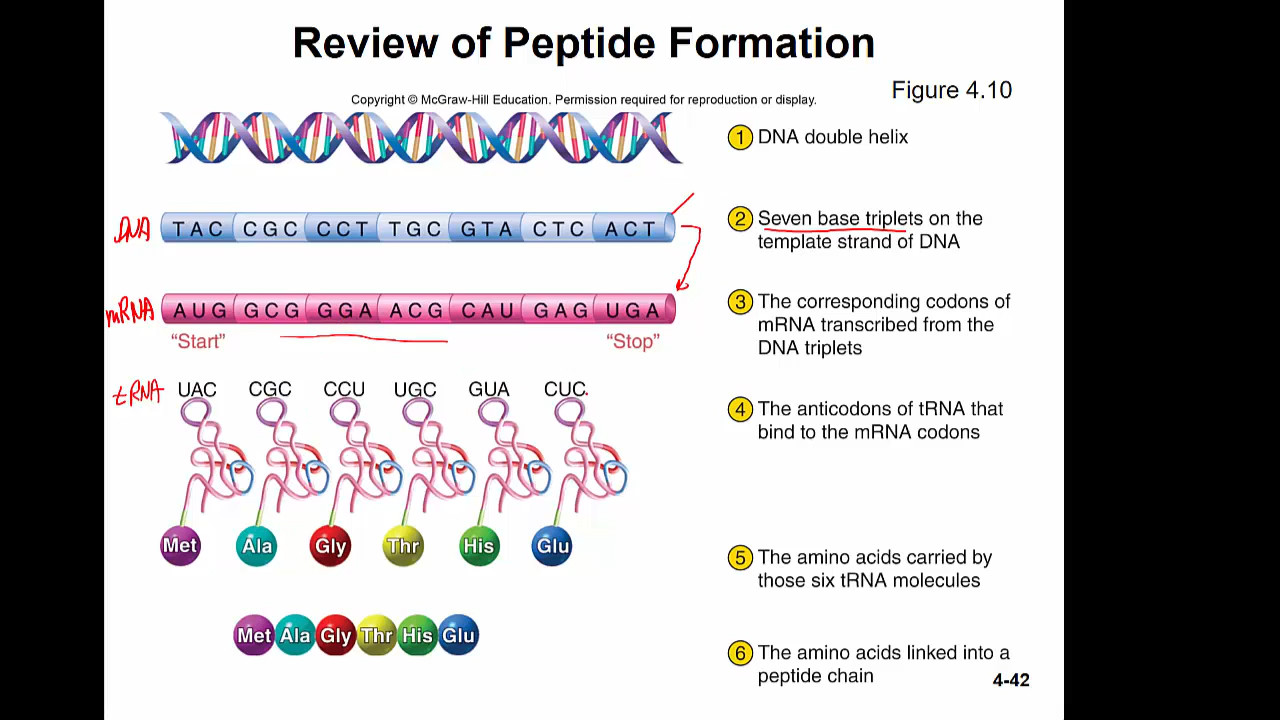 Review of Peptide Formation
Figure 4.10
Copyright © McGraw-Hill Education. Permission required for reproduction or display.
1 DNA double helix
DNA TAC CGC CCT TGC GTA CTC ACT
2 Seven base triplets on the
template strand of DNA
mRNA AUG GCG GGA ACG CAU GAG UGA
"Start" "Stop"
3 The corresponding codons of
mRNA transcribed from the
DNA triplets
tRNA UAC CGC CCU UGC GUA CUC
4 The anticodons of tRNA that
bind to the mRNA codons
Met Ala Gly Thr His Glu
5 The amino acids carried by
those six tRNA molecules
Met Ala Gly Thr His Glu
6 The amino acids linked into a
peptide chain
4-42